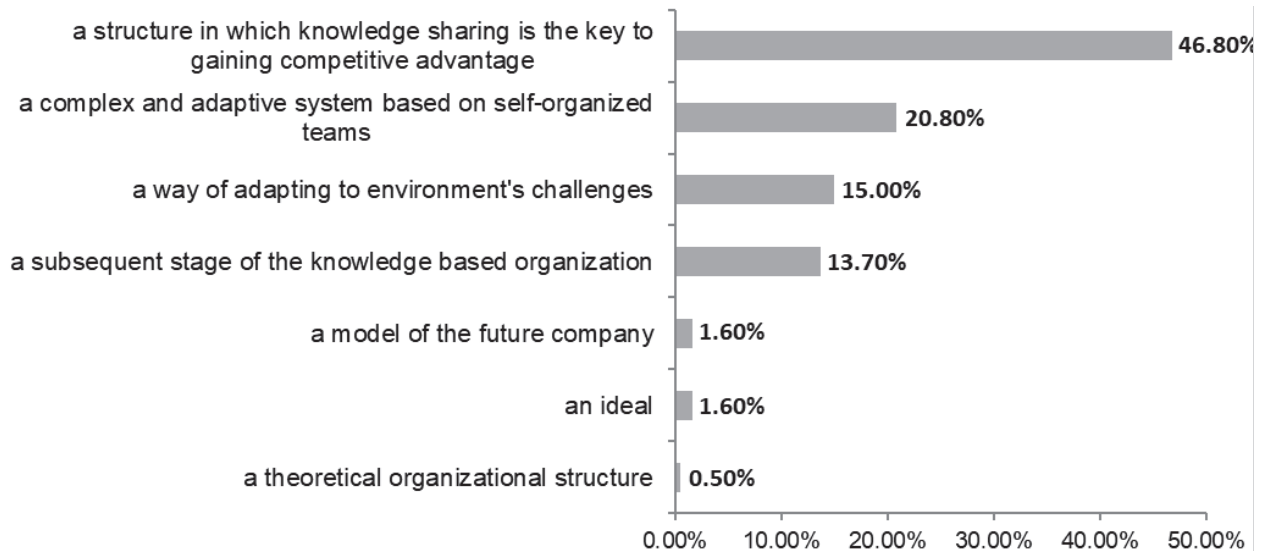 a structure in which knowledge sharing is the key to
gaining competitive advantage
46.80%
a complex and adaptive system based on self-organized
teams
20.80%
a way of adapting to environment's challenges
15.00%
a subsequent stage of the knowledge based organization
13.70%
a model of the future company
1.60%
an ideal
1.60%
a theoretical organizational structure
0.50%
0.00% 10.00% 20.00% 30.00% 40.00% 50.00%